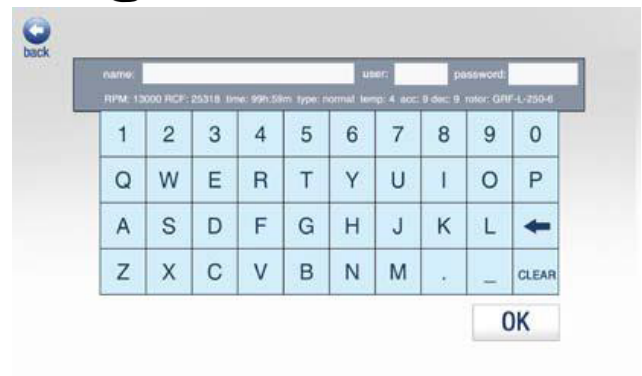 back
name: user: password:
RPM: 13000 RCF: 25318 time: 99h 59m type: normal temp: 4 acc: 9 dec: 9 rotor: GRF-L-250-6
1 2 3 4 5 6 7 8 9 0
Q W E R T Y U I O P
A S D F G H J K L
Z X C V B N M . _ CLEAR
OK